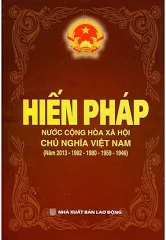 HIẾN PHÁP
NƯỚC CỘNG HÒA XÃ HỘI
CHỦ NGHĨA VIỆT NAM
(Năm 2013 - 1992 - 1980 - 1959 - 1946)
NHÀ XUẤT BẢN LAO ĐỘNG